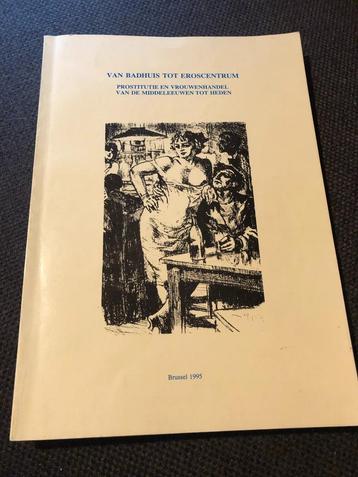 VAN BADHUIS TOT EROSCENTRUM
PROSTITUTIE EN VROUWENHANDEL
VAN DE MIDDELEEUWEN TOT HEDEN
Brussel 1995